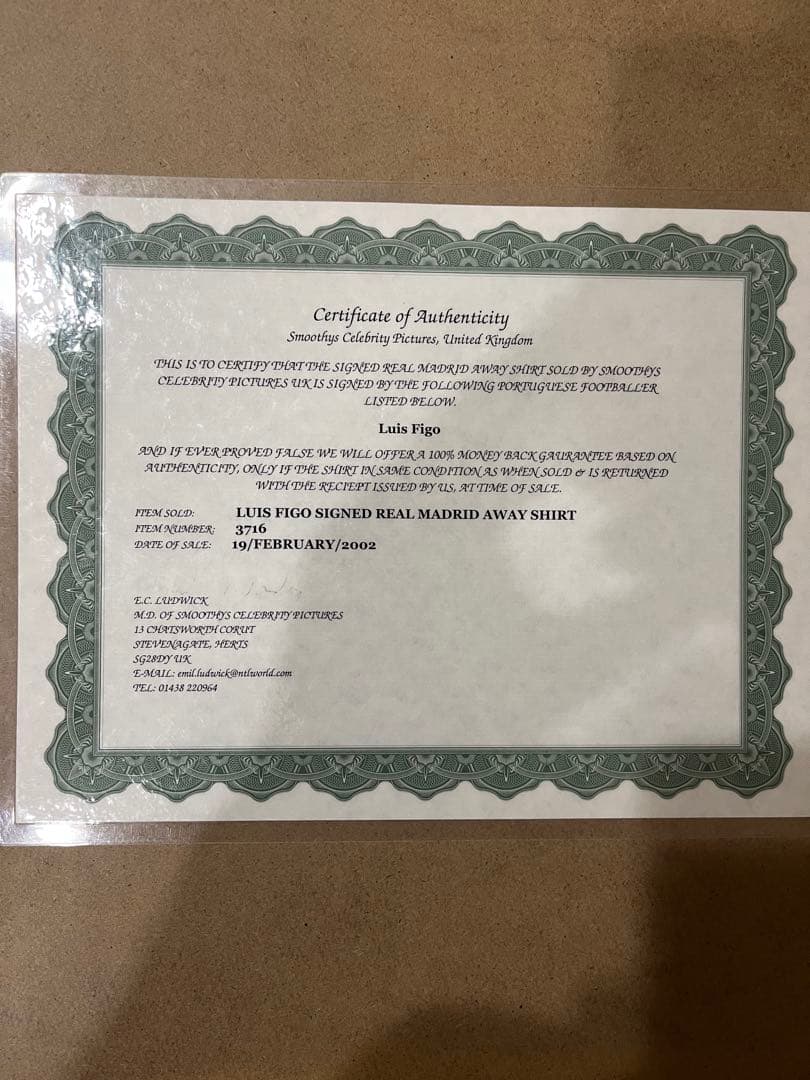 Certificate of Authenticity
Smoothys Celebrity Pictures, United Kingdom
THIS IS TO CERTIFY THAT THE SIGNED REAL MADRID AWAY SHIRT SOLD BY SMOOTHYS
CELEBRITY PICTURES UK IS SIGNED BY THE FOLLOWING PORTUGUESE FOOTBALLER
LISTED BELOW.
Luis Figo
AND IF EVER PROVED FALSE WE WILL OFFER A 100% MONEY BACK GAURANTEE BASED ON
AUTHENTICITY, ONLY IF THE SHIRT IN SAME CONDITION AS WHEN SOLD & IS RETURNED
WITH THE RECIEPT ISSUED BY US, AT TIME OF SALE.
ITEM SOLD: LUIS FIGO SIGNED REAL MADRID AWAY SHIRT
ITEM NUMBER: 3716
DATE OF SALE: 19/FEBRUARY/2002
E.C. LUDWICK
M.D. OF SMOOTHYS CELEBRITY PICTURES
13 CHATSWORTH CORUT
STEVENAGATE, HERTS
SG28DY UK
E-MAIL: emil.ludwick@ntlworld.com
TEL: 01438 220964